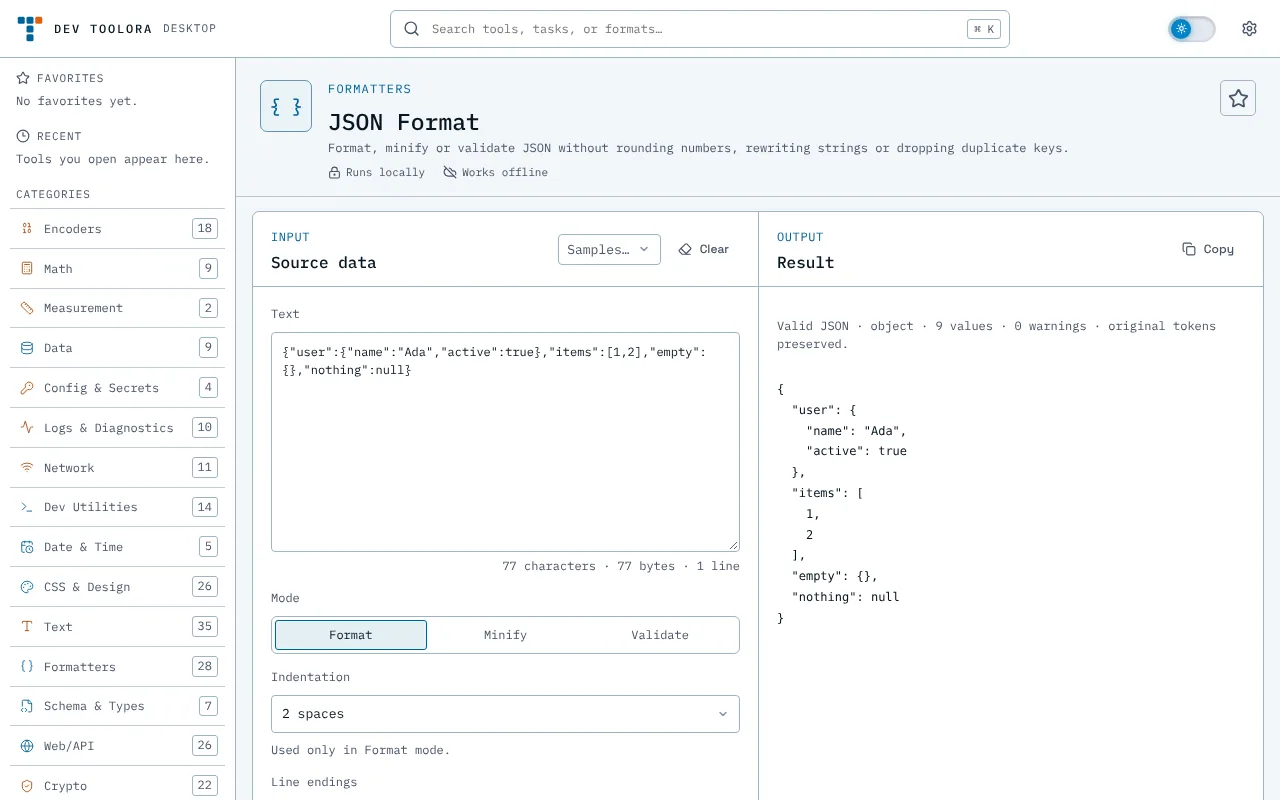 DEV TOOLORA DESKTOP
Search tools, tasks, or formats…
⌘ K
FAVORITES
No favorites yet.
RECENT
Tools you open appear here.
CATEGORIES
Encoders 18
Math 9
Measurement 2
Data 9
Config & Secrets 4
Logs & Diagnostics 10
Network 11
Dev Utilities 14
Date & Time 5
CSS & Design 26
Text 35
Formatters 28
Schema & Types 7
Web/API 26
Crypto 22
{ }
FORMATTERS
JSON Format
Format, minify or validate JSON without rounding numbers, rewriting strings or dropping duplicate keys.
Runs locally Works offline
INPUT
Source data
Samples…
Clear
Text
{"user":{"name":"Ada","active":true},"items":[1,2],"empty":
{},"nothing":null}
77 characters · 77 bytes · 1 line
Mode
Format Minify Validate
Indentation
2 spaces
Used only in Format mode.
Line endings
OUTPUT
Result
Copy
Valid JSON · object · 9 values · 0 warnings · original tokens
preserved.
{
  "user": {
    "name": "Ada",
    "active": true
  },
  "items": [
    1,
    2
  ],
  "empty": {},
  "nothing": null
}